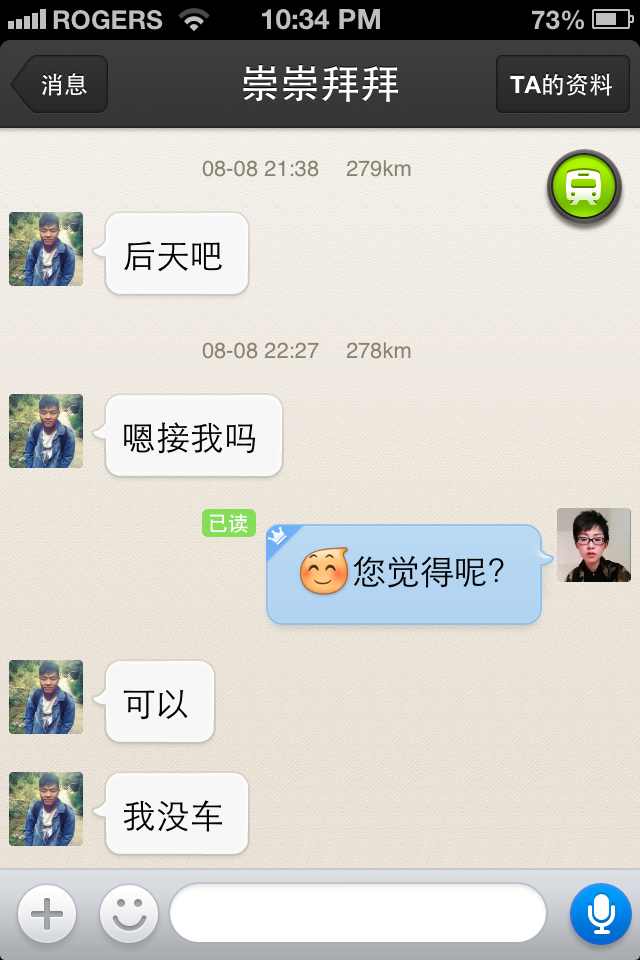 ROGERS 10:34 PM 73%
消息 崇崇拜拜 TA的资料
08-08 21:38 279km
后天吧
08-08 22:27 278km
嗯接我吗
已读
您觉得呢?
可以
我没车